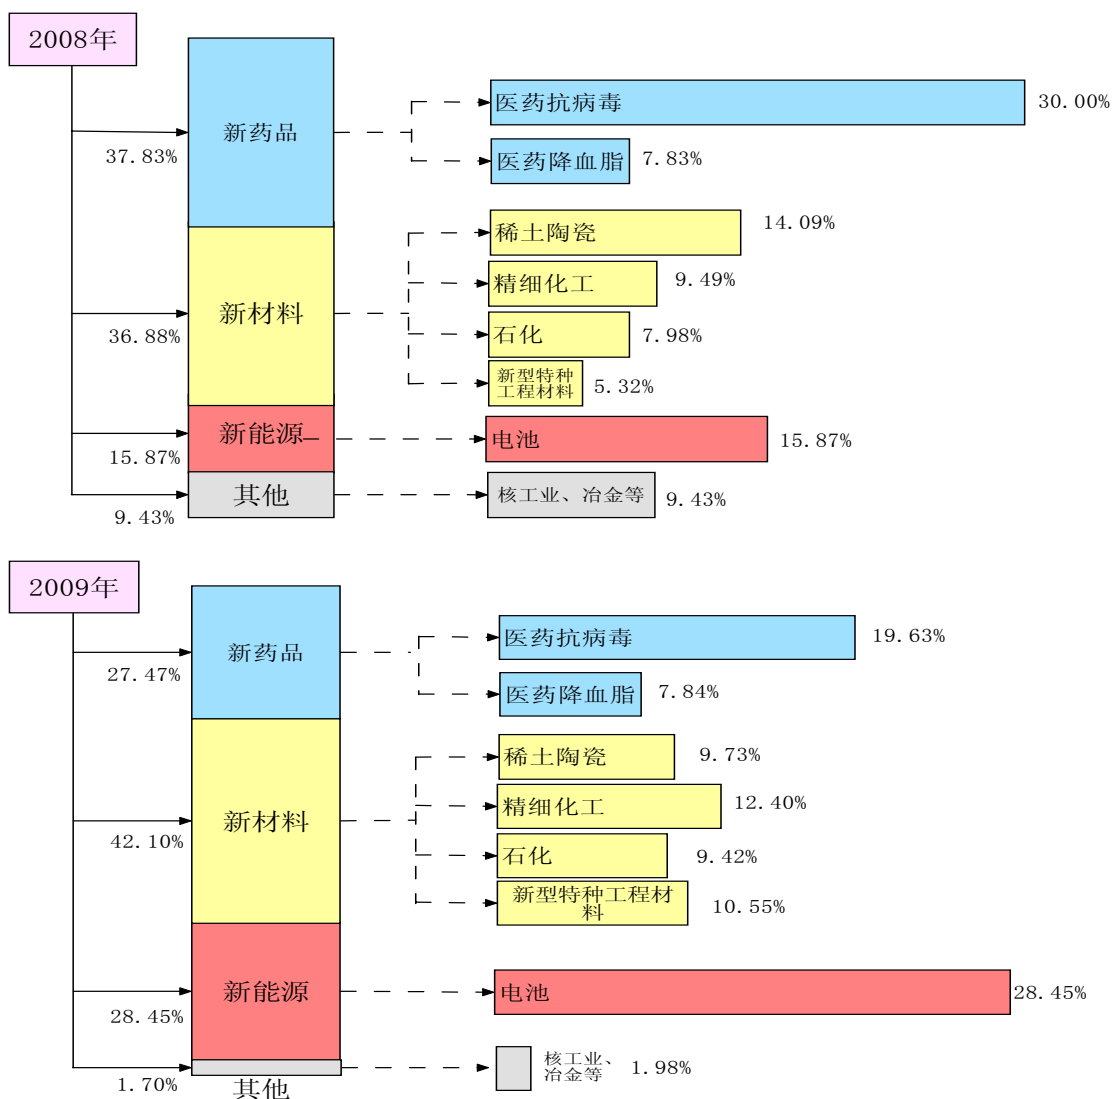 2008年
37.83%
新药品
医药抗病毒
30.00%
医药降血脂
7.83%
36.88%
新材料
稀土陶瓷
14.09%
精细化工
9.49%
石化
7.98%
新型特种
工程材料
5.32%
15.87%
新能源
电池
15.87%
9.43%
其他
核工业、冶金等
9.43%
2009年
27.47%
新药品
医药抗病毒
19.63%
医药降血脂
7.84%
42.10%
新材料
稀土陶瓷
9.73%
精细化工
12.40%
石化
9.42%
新型特种工程材
料
10.55%
28.45%
新能源
电池
28.45%
1.70%
其他
核工业、
冶金等
1.98%